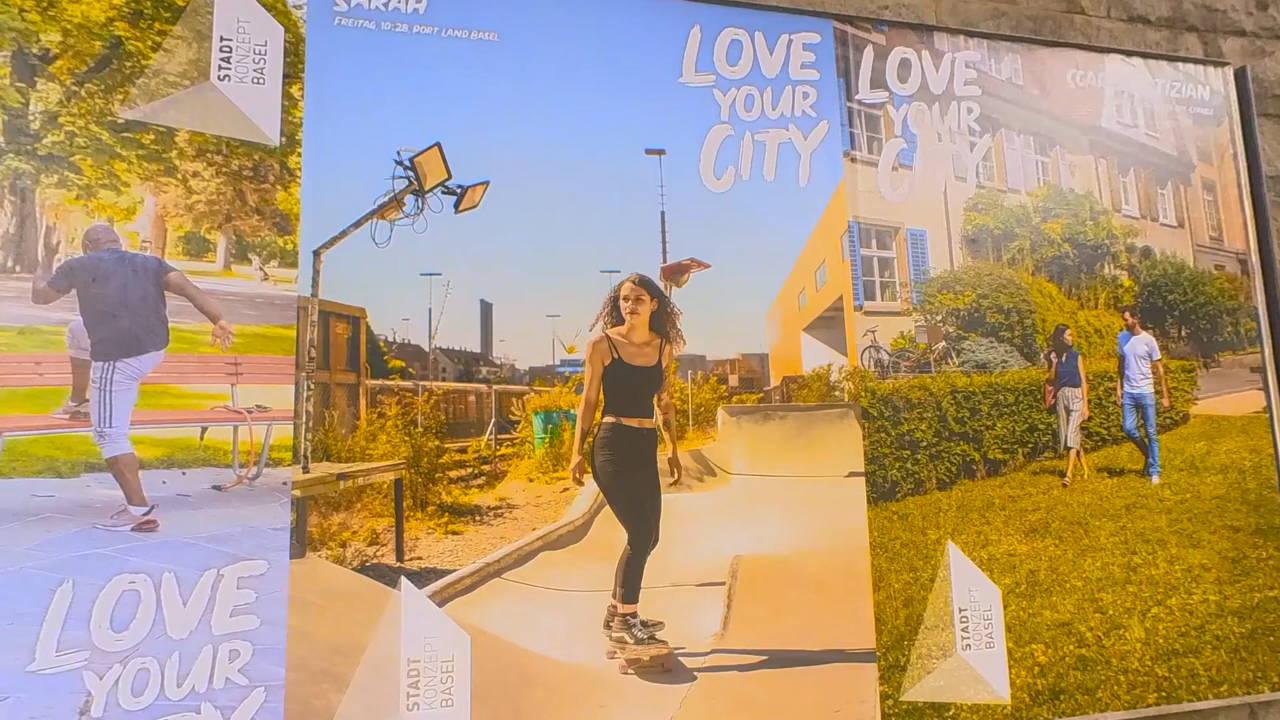 STADT
KONZEPT
BASEL
LOVE
YOUR
CITY
SARAH
FREITAG, 10:28, PORT LAND BASEL
LOVE
YOUR
CITY
STADT
KONZEPT
BASEL
LOVE
YOUR
CITY
TIZIAN
STADT
KONZEPT
BASEL